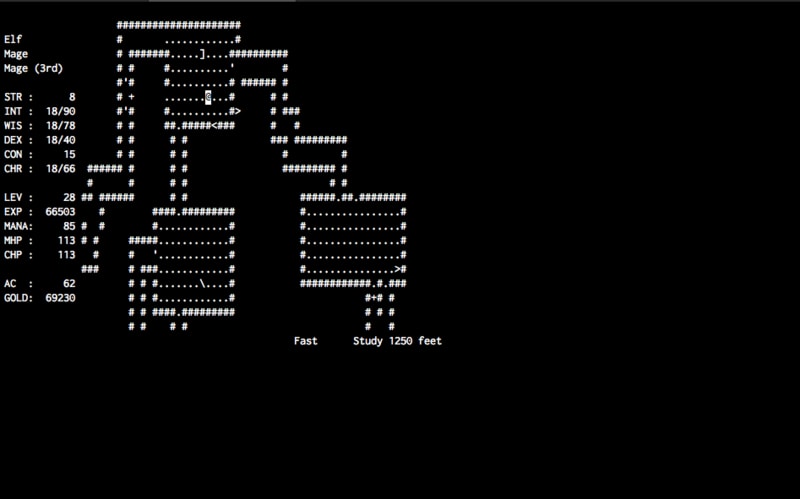 Elf
Mage
Mage (3rd)
STR : 8
INT : 18/90
WIS : 18/78
DEX : 18/40
CON : 15
CHR : 18/66
LEV : 28
EXP : 66503
MANA: 85
MHP : 113
CHP : 113
AC : 62
GOLD: 69230
Fast Study 1250 feet